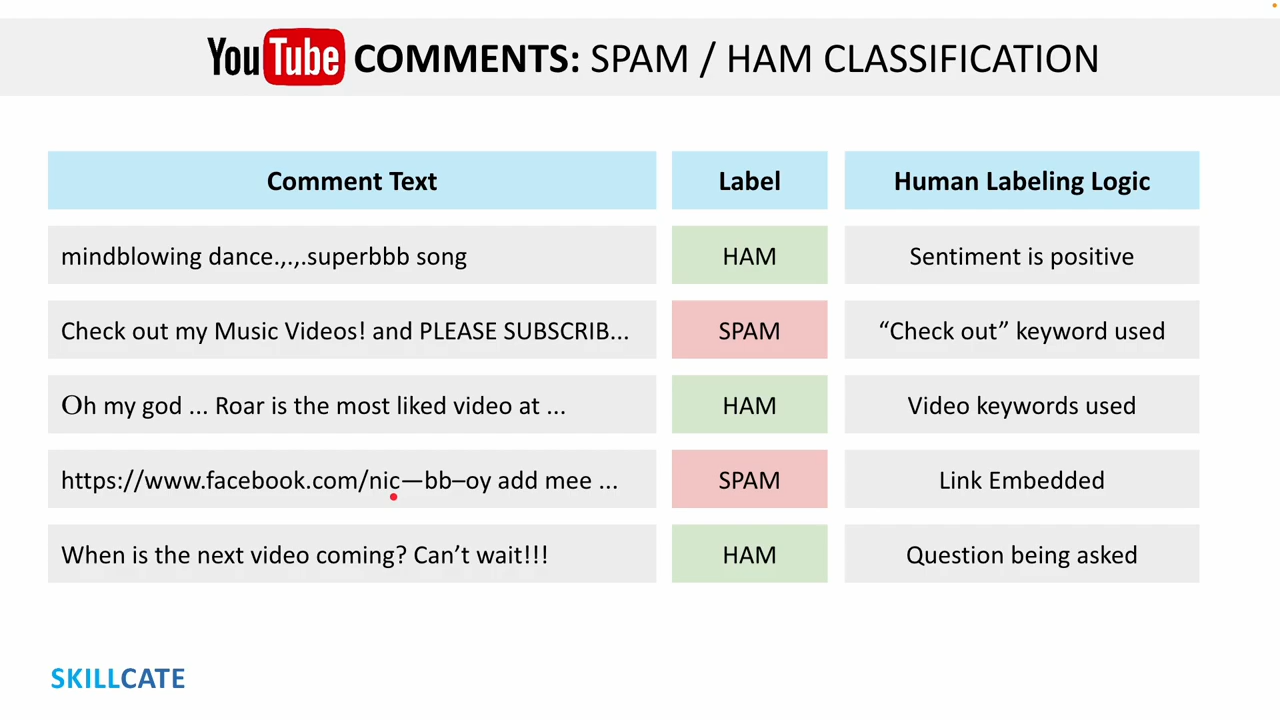 YouTube COMMENTS: SPAM / HAM CLASSIFICATION
Comment Text Label Human Labeling Logic
mindblowing dance.,.,.superbbb song HAM Sentiment is positive
Check out my Music Videos! and PLEASE SUBSCRIB... SPAM “Check out” keyword used
Oh my god ... Roar is the most liked video at ... HAM Video keywords used
https://www.facebook.com/nic—bb–oy add mee ... SPAM Link Embedded
When is the next video coming? Can’t wait!!! HAM Question being asked
SKILLCATE